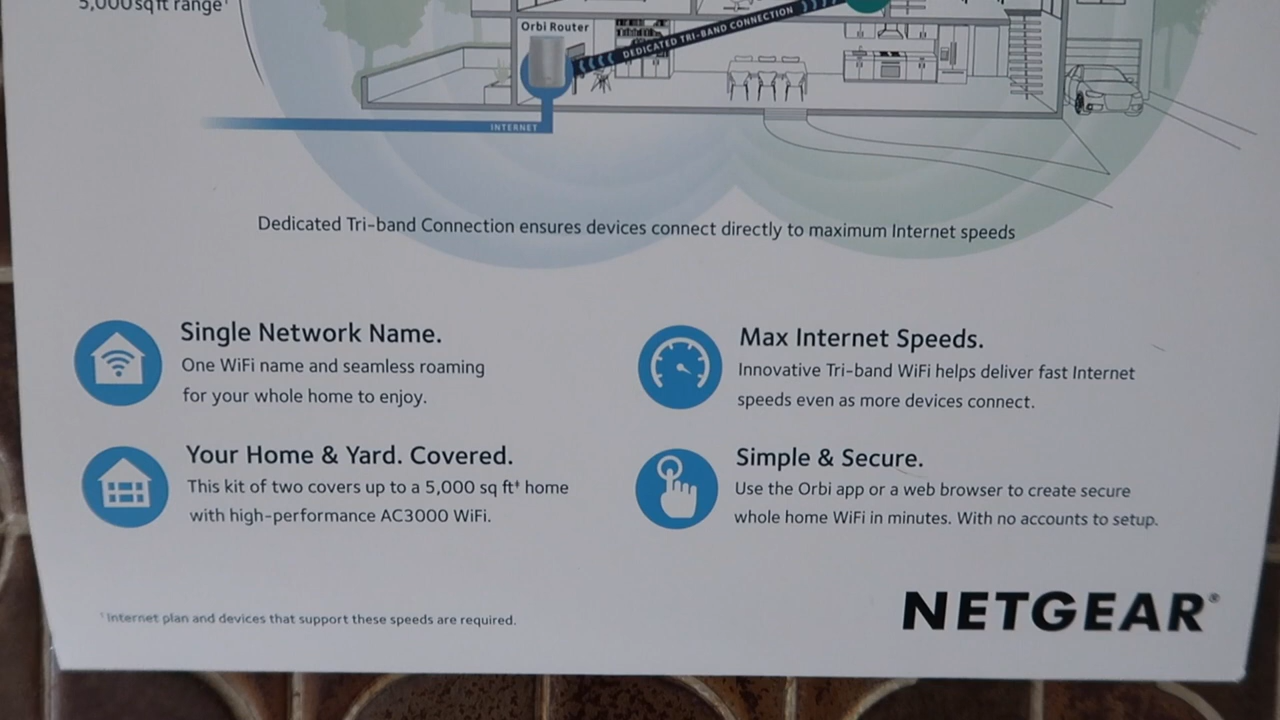 5,000 sq ft range¹
Orbi Router
DEDICATED TRI-BAND CONNECTION
INTERNET
Dedicated Tri-band Connection ensures devices connect directly to maximum Internet speeds
Single Network Name.
One WiFi name and seamless roaming
for your whole home to enjoy.
Max Internet Speeds.
Innovative Tri-band WiFi helps deliver fast Internet
speeds even as more devices connect.
Your Home & Yard. Covered.
This kit of two covers up to a 5,000 sq ft‡ home
with high-performance AC3000 WiFi.
Simple & Secure.
Use the Orbi app or a web browser to create secure
whole home WiFi in minutes. With no accounts to setup.
¹Internet plan and devices that support these speeds are required.
NETGEAR®